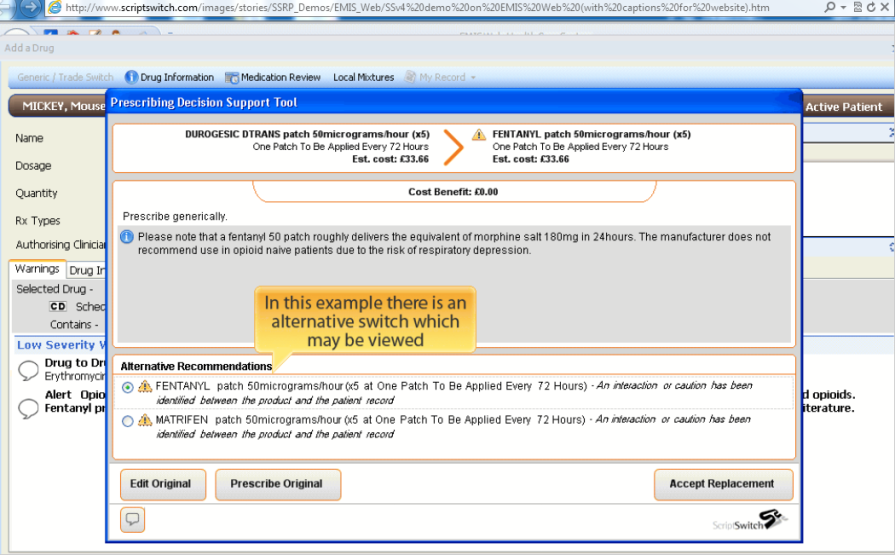 http://www.scriptswitch.com/images/stories/SSRP_Demos/EMIS_Web/SSv4%20demo%20on%20EMIS%20Web%20(with%20captions%20for%20website).htm
Add a Drug
Generic / Trade Switch Drug Information Medication Review Local Mixtures My Record
MICKEY, Mouse
Active Patient
Prescribing Decision Support Tool
Name
Dosage
Quantity
Rx Types
Authorising Clinician
DUROGESIC DTRANS patch 50micrograms/hour (x5)
One Patch To Be Applied Every 72 Hours
Est. cost: £33.66
FENTANYL patch 50micrograms/hour (x5)
One Patch To Be Applied Every 72 Hours
Est. cost: £33.66
Cost Benefit: £0.00
Prescribe generically.
Please note that a fentanyl 50 patch roughly delivers the equivalent of morphine salt 180mg in 24hours. The manufacturer does not
recommend use in opioid naive patients due to the risk of respiratory depression.
Warnings Drug In
Selected Drug -
CD Sched
Contains -
Low Severity W
Drug to Dr
Erythromycin
Alert Opio
Fentanyl pr
d opioids.
iterature.
In this example there is an
alternative switch which
may be viewed
Alternative Recommendations
FENTANYL patch 50micrograms/hour (x5 at One Patch To Be Applied Every 72 Hours) - An interaction or caution has been
identified between the product and the patient record
MATRIFEN patch 50micrograms/hour (x5 at One Patch To Be Applied Every 72 Hours) - An interaction or caution has been
identified between the product and the patient record
Edit Original
Prescribe Original
Accept Replacement
ScriptSwitch